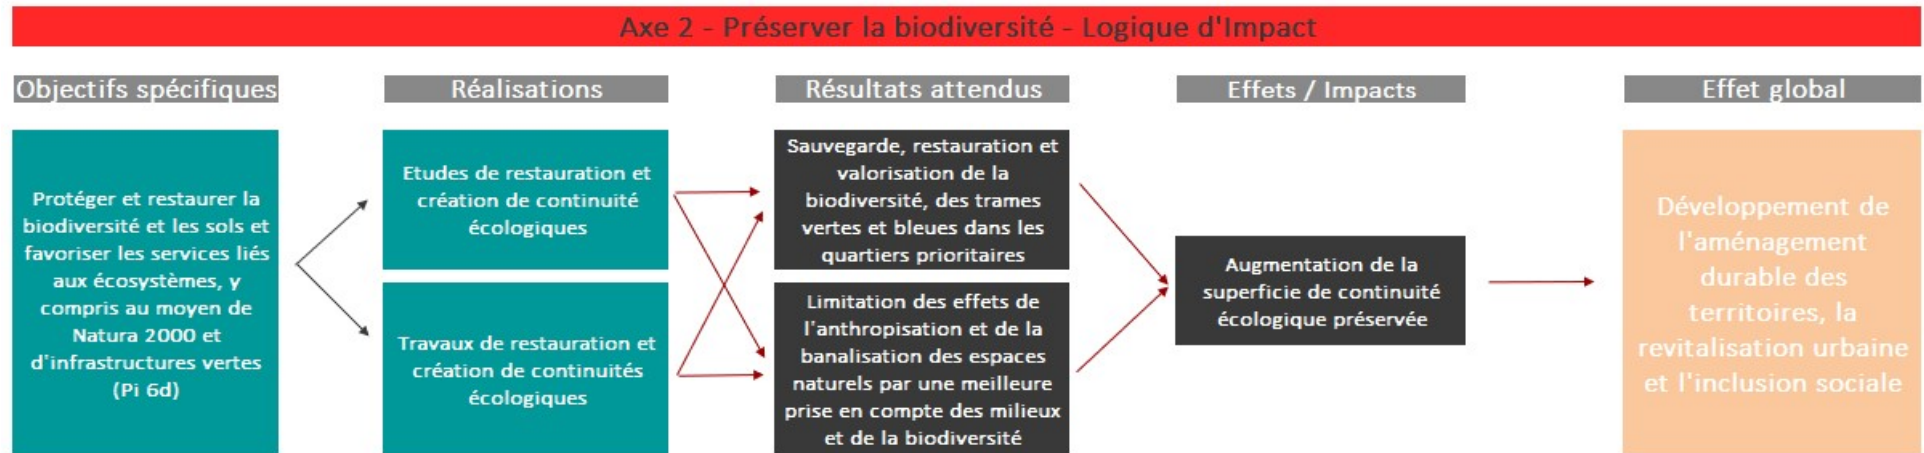 Axe 2 - Préserver la biodiversité - Logique d'Impact
Objectifs spécifiques
Réalisations
Résultats attendus
Effets / Impacts
Effet global
Protéger et restaurer la
biodiversité et les sols et
favoriser les services liés
aux écosystèmes, y
compris au moyen de
Natura 2000 et
d'infrastructures vertes
(Pi 6d)
Etudes de restauration et
création de continuité
écologiques
Travaux de restauration et
création de continuités
écologiques
Sauvegarde, restauration et
valorisation de la
biodiversité, des trames
vertes et bleues dans les
quartiers prioritaires
Limitation des effets de
l'anthropisation et de la
banalisation des espaces
naturels par une meilleure
prise en compte des milieux
et de la biodiversité
Augmentation de la
superficie de continuité
écologique préservée
Développement de
l'aménagement
durable des
territoires, la
revitalisation urbaine
et l'inclusion sociale